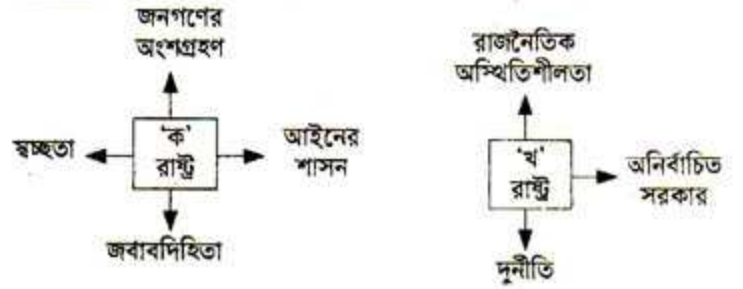 জনগণের
অংশগ্রহণ
স্বচ্ছতা
'ক'
রাষ্ট্র
আইনের
শাসন
জবাবদিহিতা
রাজনৈতিক
অস্থিতিশীলতা
'খ'
রাষ্ট্র
অনির্বাচিত
সরকার
দুর্নীতি